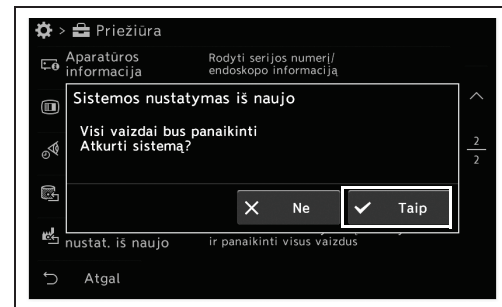 > Priežiūra
Aparatūros
informacija
Rodyti serijos numerį/
endoskopo informaciją
Sistemos nustatymas iš naujo
Visi vaizdai bus panaikinti
Atkurti sistemą?
2
2
Ne
Taip
nustat. iš naujo
ir panaikinti visus vaizdus
Atgal